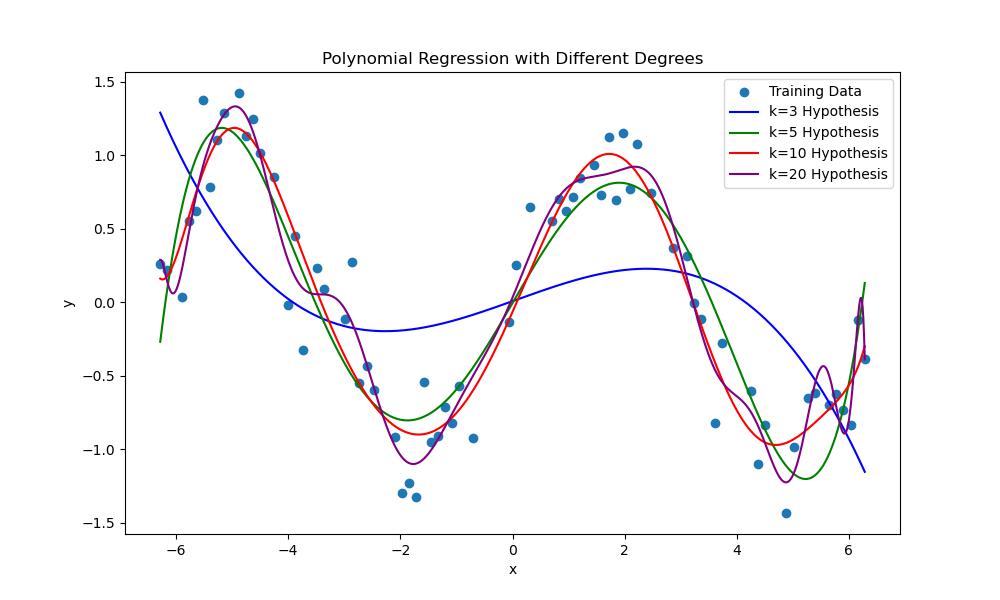 Polynomial Regression with Different Degrees
1.5
1.0
0.5
0.0
−0.5
−1.0
−1.5
y
Training Data
k=3 Hypothesis
k=5 Hypothesis
k=10 Hypothesis
k=20 Hypothesis
−6 −4 −2 0 2 4 6
x